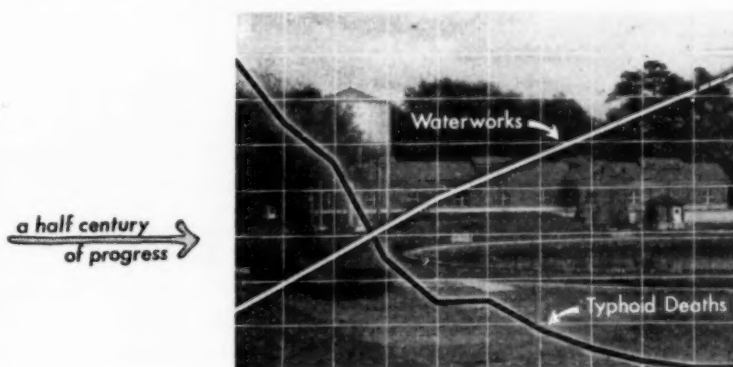 Waterworks
a half century
of progress
Typhoid Deaths